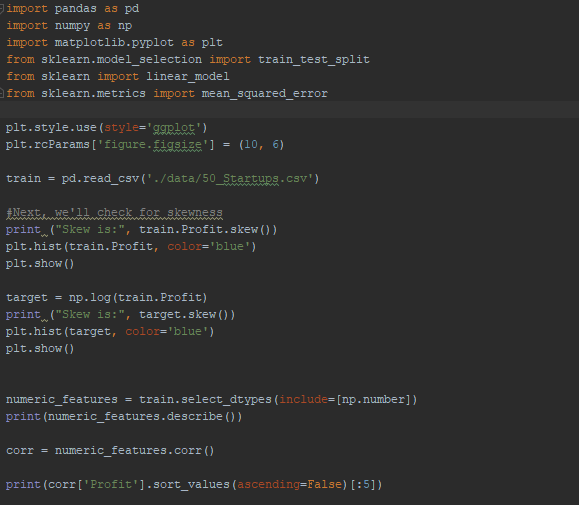 import pandas as pd
import numpy as np
import matplotlib.pyplot as plt
from sklearn.model_selection import train_test_split
from sklearn import linear_model
from sklearn.metrics import mean_squared_error
plt.style.use(style='ggplot')
plt.rcParams['figure.figsize'] = (10, 6)
train = pd.read_csv('./data/50_Startups.csv')
#Next, we'll check for skewness
print ("Skew is:", train.Profit.skew())
plt.hist(train.Profit, color='blue')
plt.show()
target = np.log(train.Profit)
print ("Skew is:", target.skew())
plt.hist(target, color='blue')
plt.show()
numeric_features = train.select_dtypes(include=[np.number])
print(numeric_features.describe())
corr = numeric_features.corr()
print(corr['Profit'].sort_values(ascending=False)[:5])